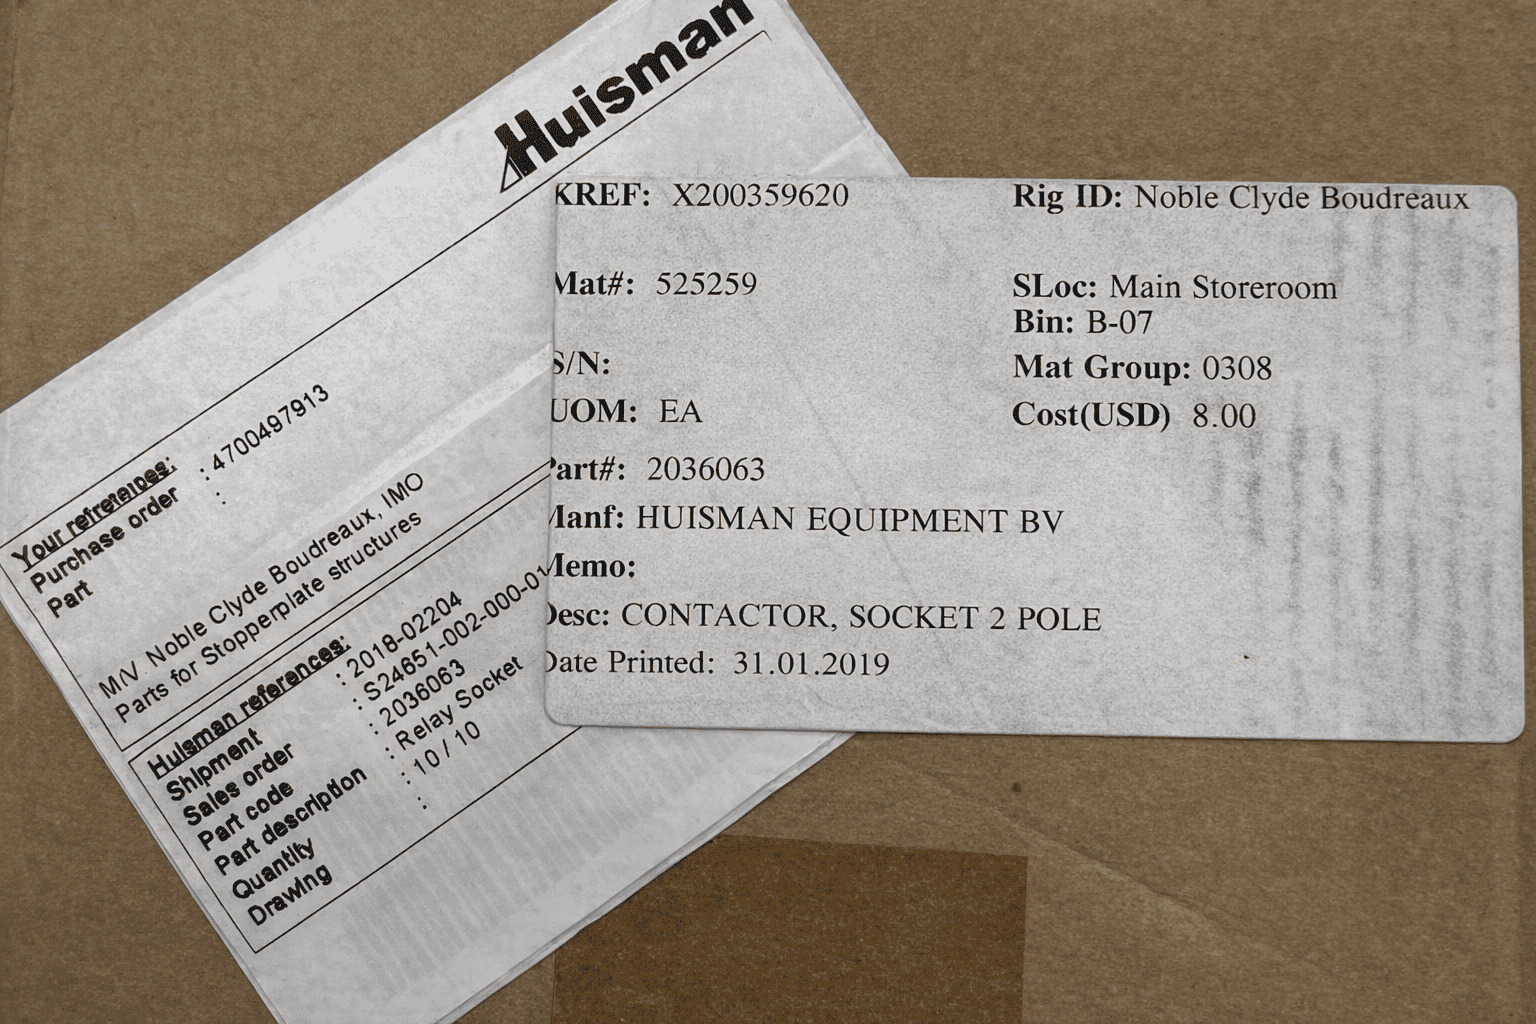 Huisman
Your refreteראces:
Purchase order : 4700497913
Part :
M/V. Noble Clyde Boudreaux, IMO
Parts for Stopperplate structures
Huisman references:
Shipment : 2018-02204
Sales order : S24651-002-000-01
Part code : 2036063
Part description : Relay Socket
Quantity : 10 / 10
Drawing :
KREF: X200359620
Rig ID: Noble Clyde Boudreaux
Mat#: 525259
SLoc: Main Storeroom
Bin: B-07
S/N:
Mat Group: 0308
UOM: EA
Cost(USD) 8.00
Part#: 2036063
Manf: HUISMAN EQUIPMENT BV
Memo:
Desc: CONTACTOR, SOCKET 2 POLE
Date Printed: 31.01.2019